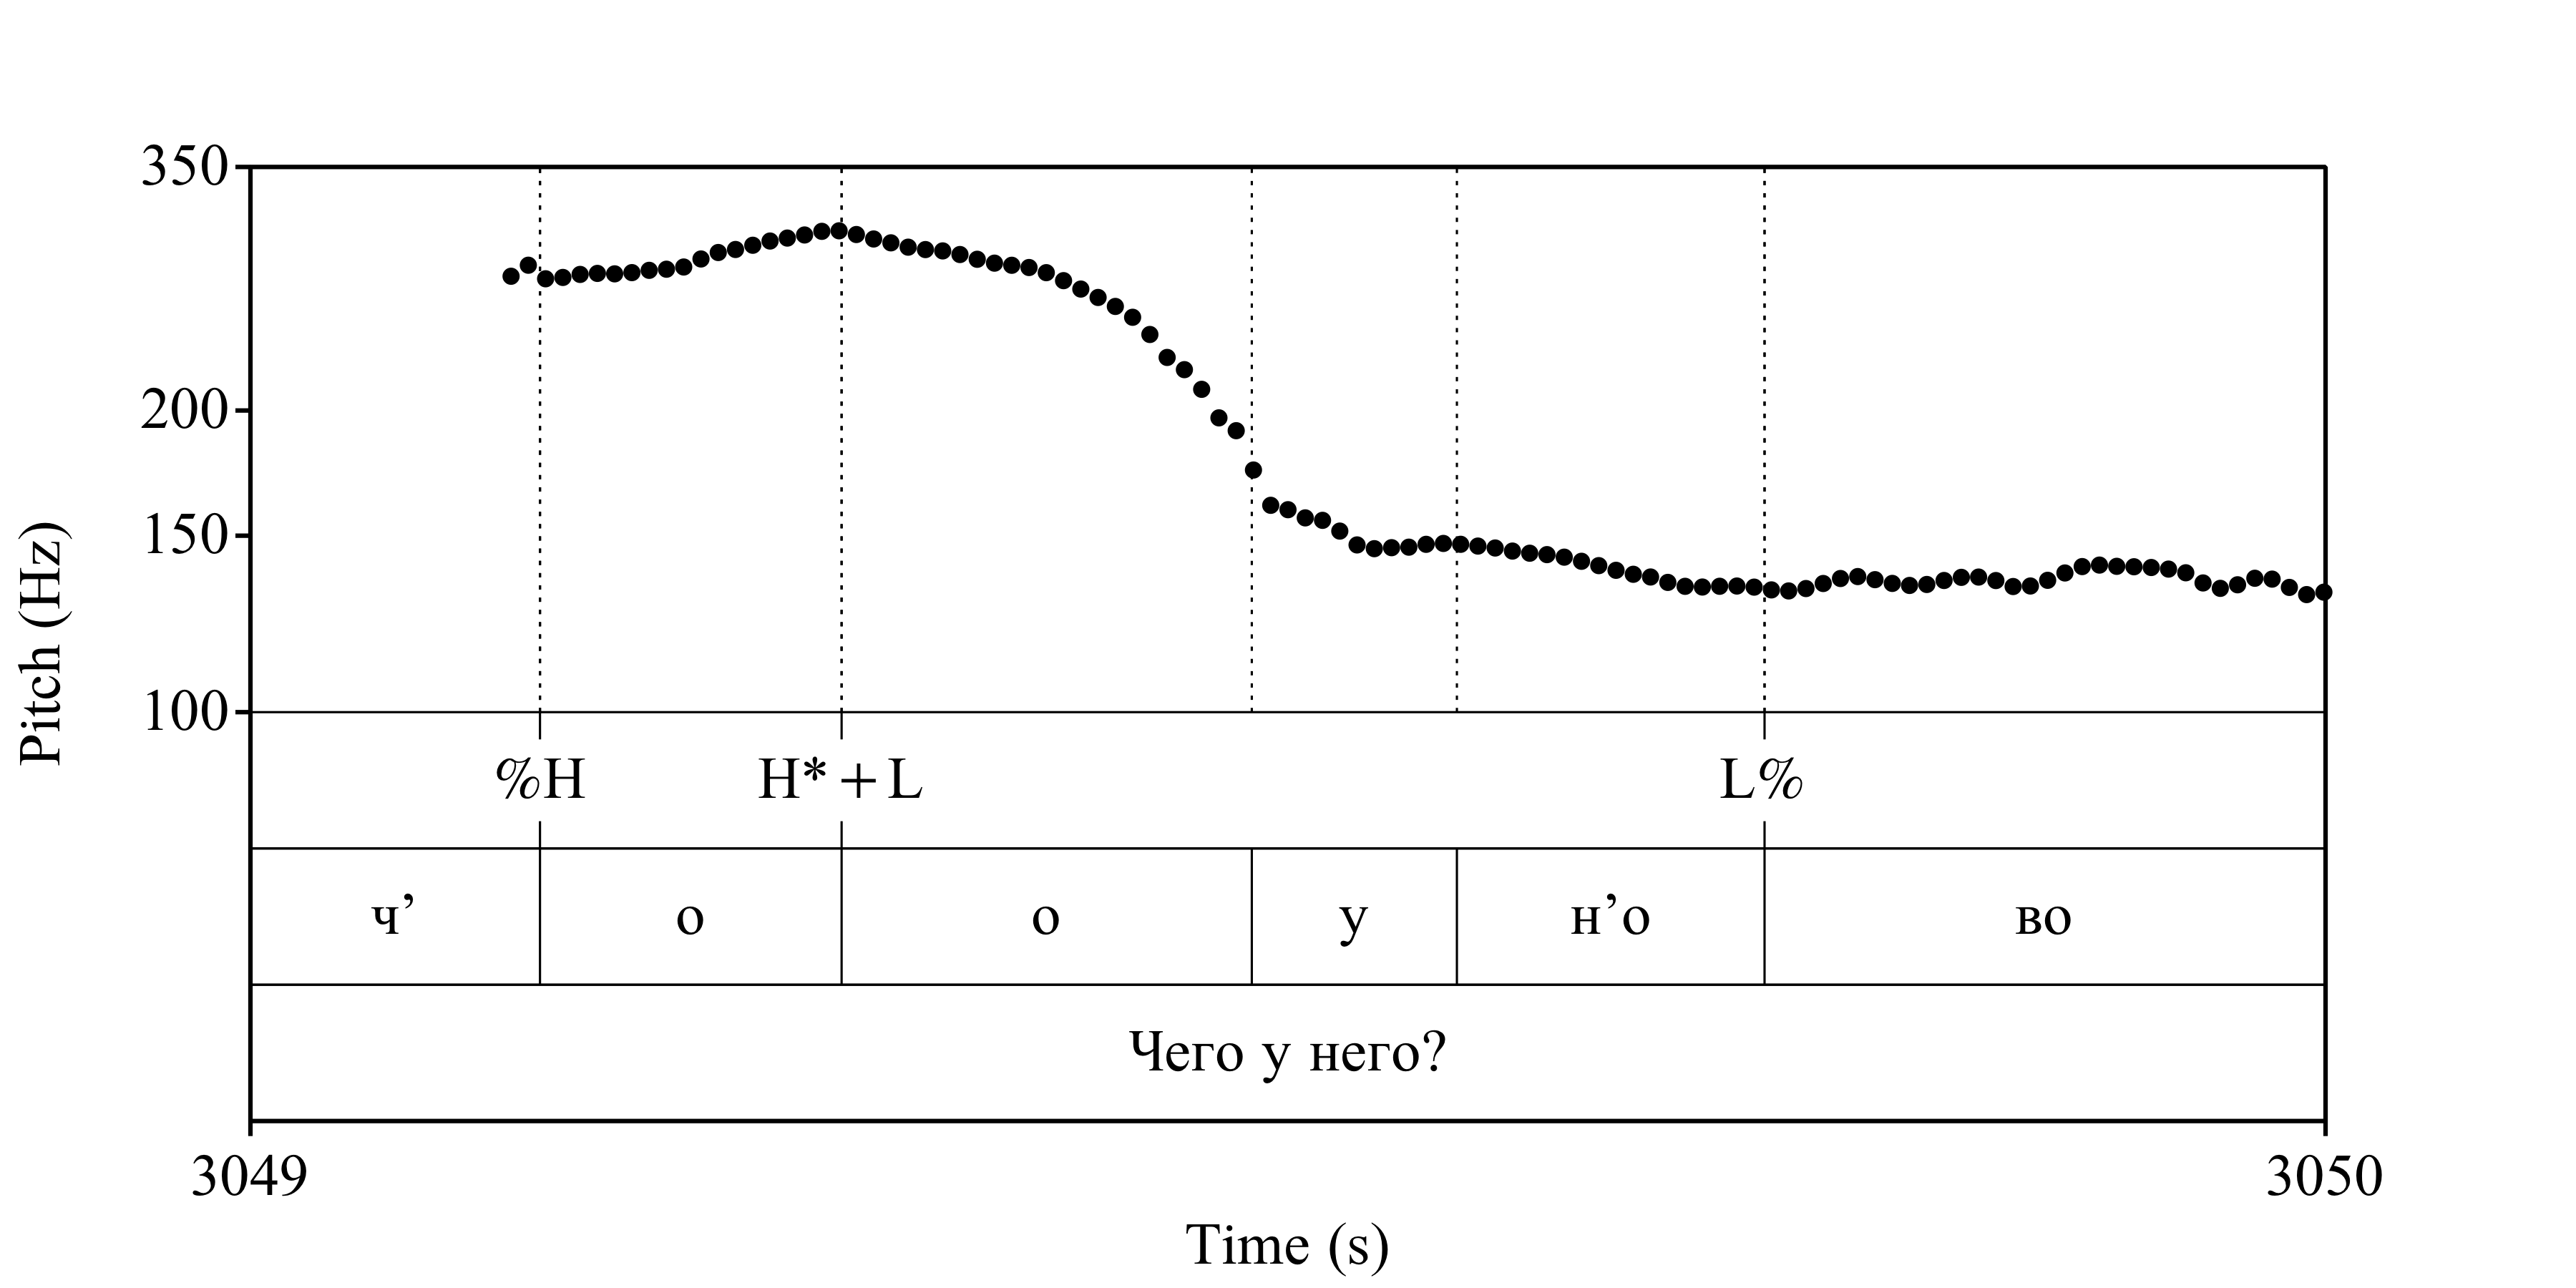 350
200
150
100
Pitch (Hz)
%H H* + L L%
ч’ о о у н’о во
Чего у него?
3049 3050
Time (s)